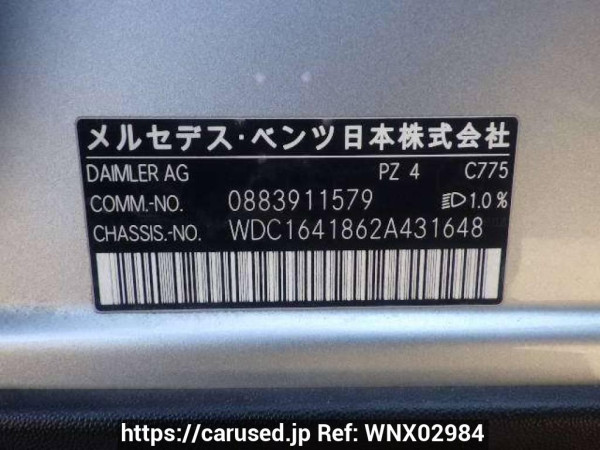 メルセデス・ベンツ日本株式会社
DAIMLER AG PZ 4 C775
COMM.-NO. 0883911579 1.0 %
CHASSIS.-NO. WDC1641862A431648
https://carused.jp Ref: WNX02984